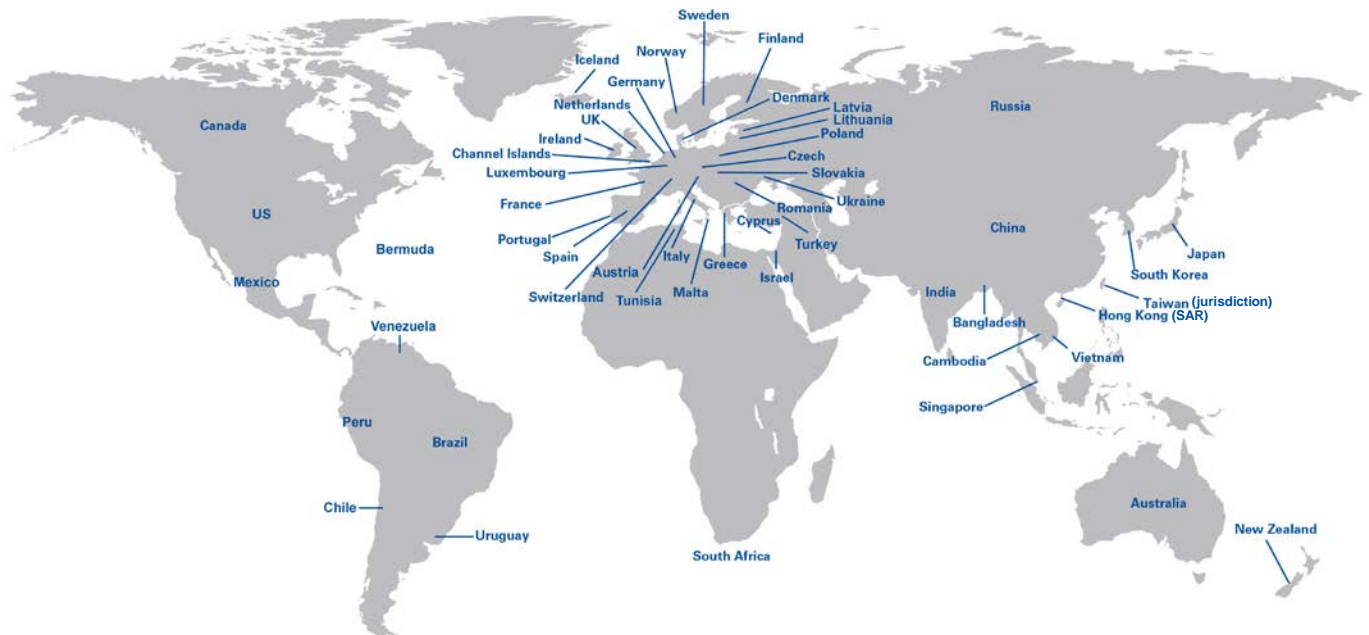 Sweden
Finland
Norway
Iceland
Germany
Netherlands
Denmark
Latvia
Russia
UK
Lithuania
Canada
Ireland
Poland
Channel Islands
Czech
Luxembourg
Slovakia
France
Ukraine
Romania
US
Cyprus
China
Portugal
Turkey
Bermuda
Spain
Italy
Greece
Japan
Austria
Israel
South Korea
Mexico
Switzerland
Tunisia
Malta
India
Taiwan (jurisdiction)
Hong Kong (SAR)
Venezuela
Bangladesh
Cambodia
Vietnam
Singapore
Peru
Brazil
Chile
Australia
Uruguay
New Zealand
South Africa